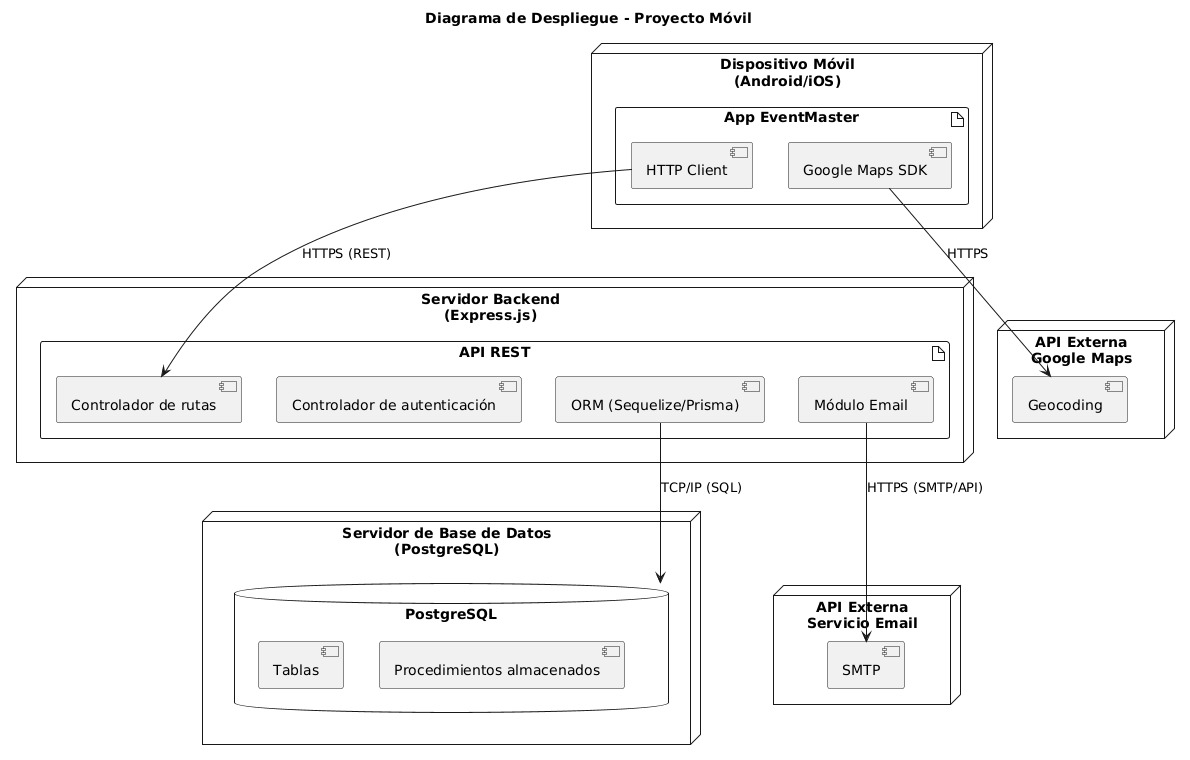 Diagrama de Despliegue - Proyecto Móvil
Dispositivo Móvil
(Android/iOS)
App EventMaster
HTTP Client
Google Maps SDK
HTTPS (REST)
HTTPS
Servidor Backend
(Express.js)
API REST
Controlador de rutas
Controlador de autenticación
ORM (Sequelize/Prisma)
Módulo Email
API Externa
Google Maps
Geocoding
TCP/IP (SQL)
HTTPS (SMTP/API)
Servidor de Base de Datos
(PostgreSQL)
PostgreSQL
Tablas
Procedimientos almacenados
API Externa
Servicio Email
SMTP